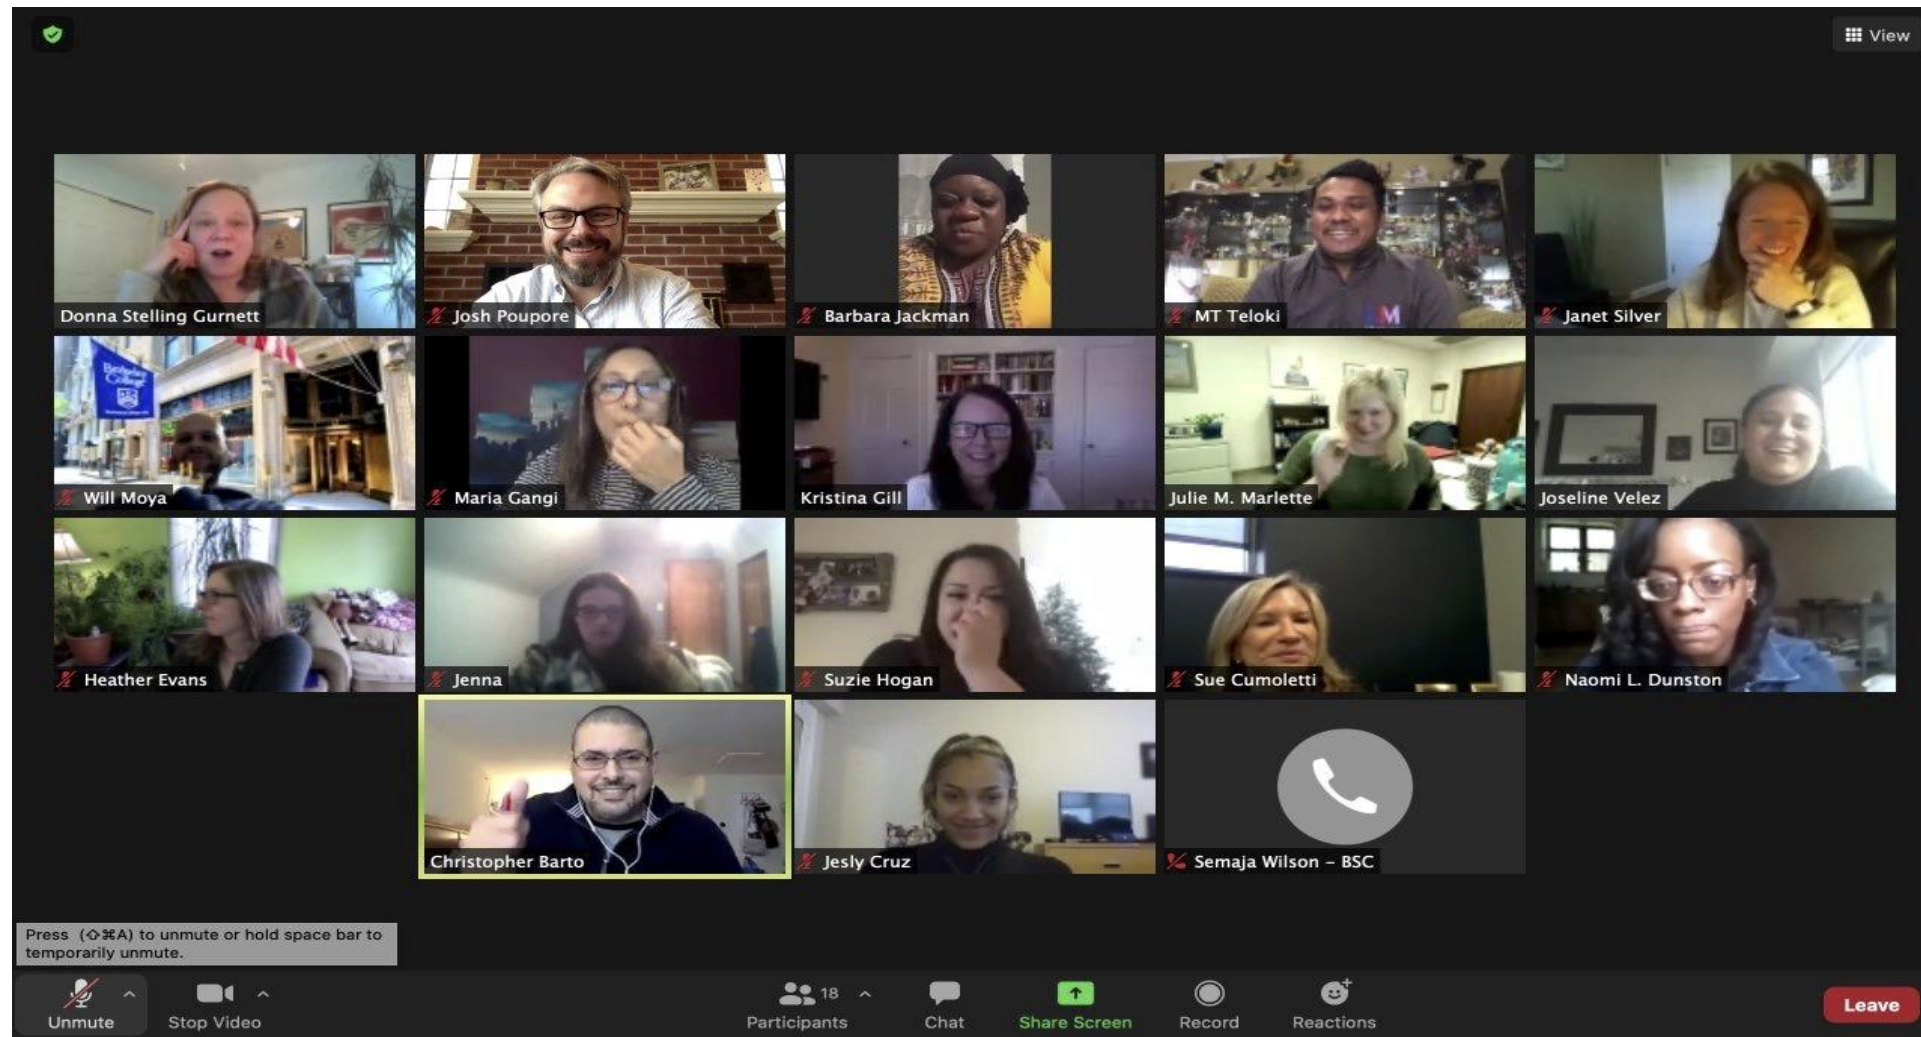 View
Donna Stelling Gurnett
Josh Poupore
Barbara Jackman
MT Teloki
Janet Silver
M
Berkeley
College
Will Moya
Maria Gangi
Kristina Gill
Julie M. Marlette
Joseline Velez
Heather Evans
Jenna
Suzie Hogan
Sue Cumoletti
Naomi L. Dunston
Christopher Barto
Jesly Cruz
Semaja Wilson – BSC
Press (⇧⌘A) to unmute or hold space bar to
temporarily unmute.
Unmute
Stop Video
18
Participants
Chat
Share Screen
Record
Reactions
Leave